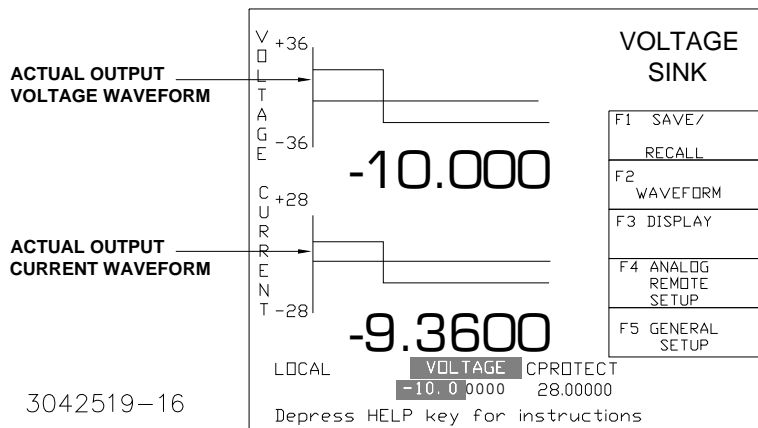 ACTUAL OUTPUT
VOLTAGE WAVEFORM
ACTUAL OUTPUT
CURRENT WAVEFORM
3042519-16
VOLTAGE
+36
-36
-10.000
CURRENT
+28
-28
-9.3600
VOLTAGE
SINK
F1 SAVE/
RECALL
F2
WAVEFORM
F3 DISPLAY
F4 ANALOG
REMOTE
SETUP
F5 GENERAL
SETUP
LOCAL VOLTAGE CPROTECT
-10.00000 28.00000
Depress HELP key for instructions